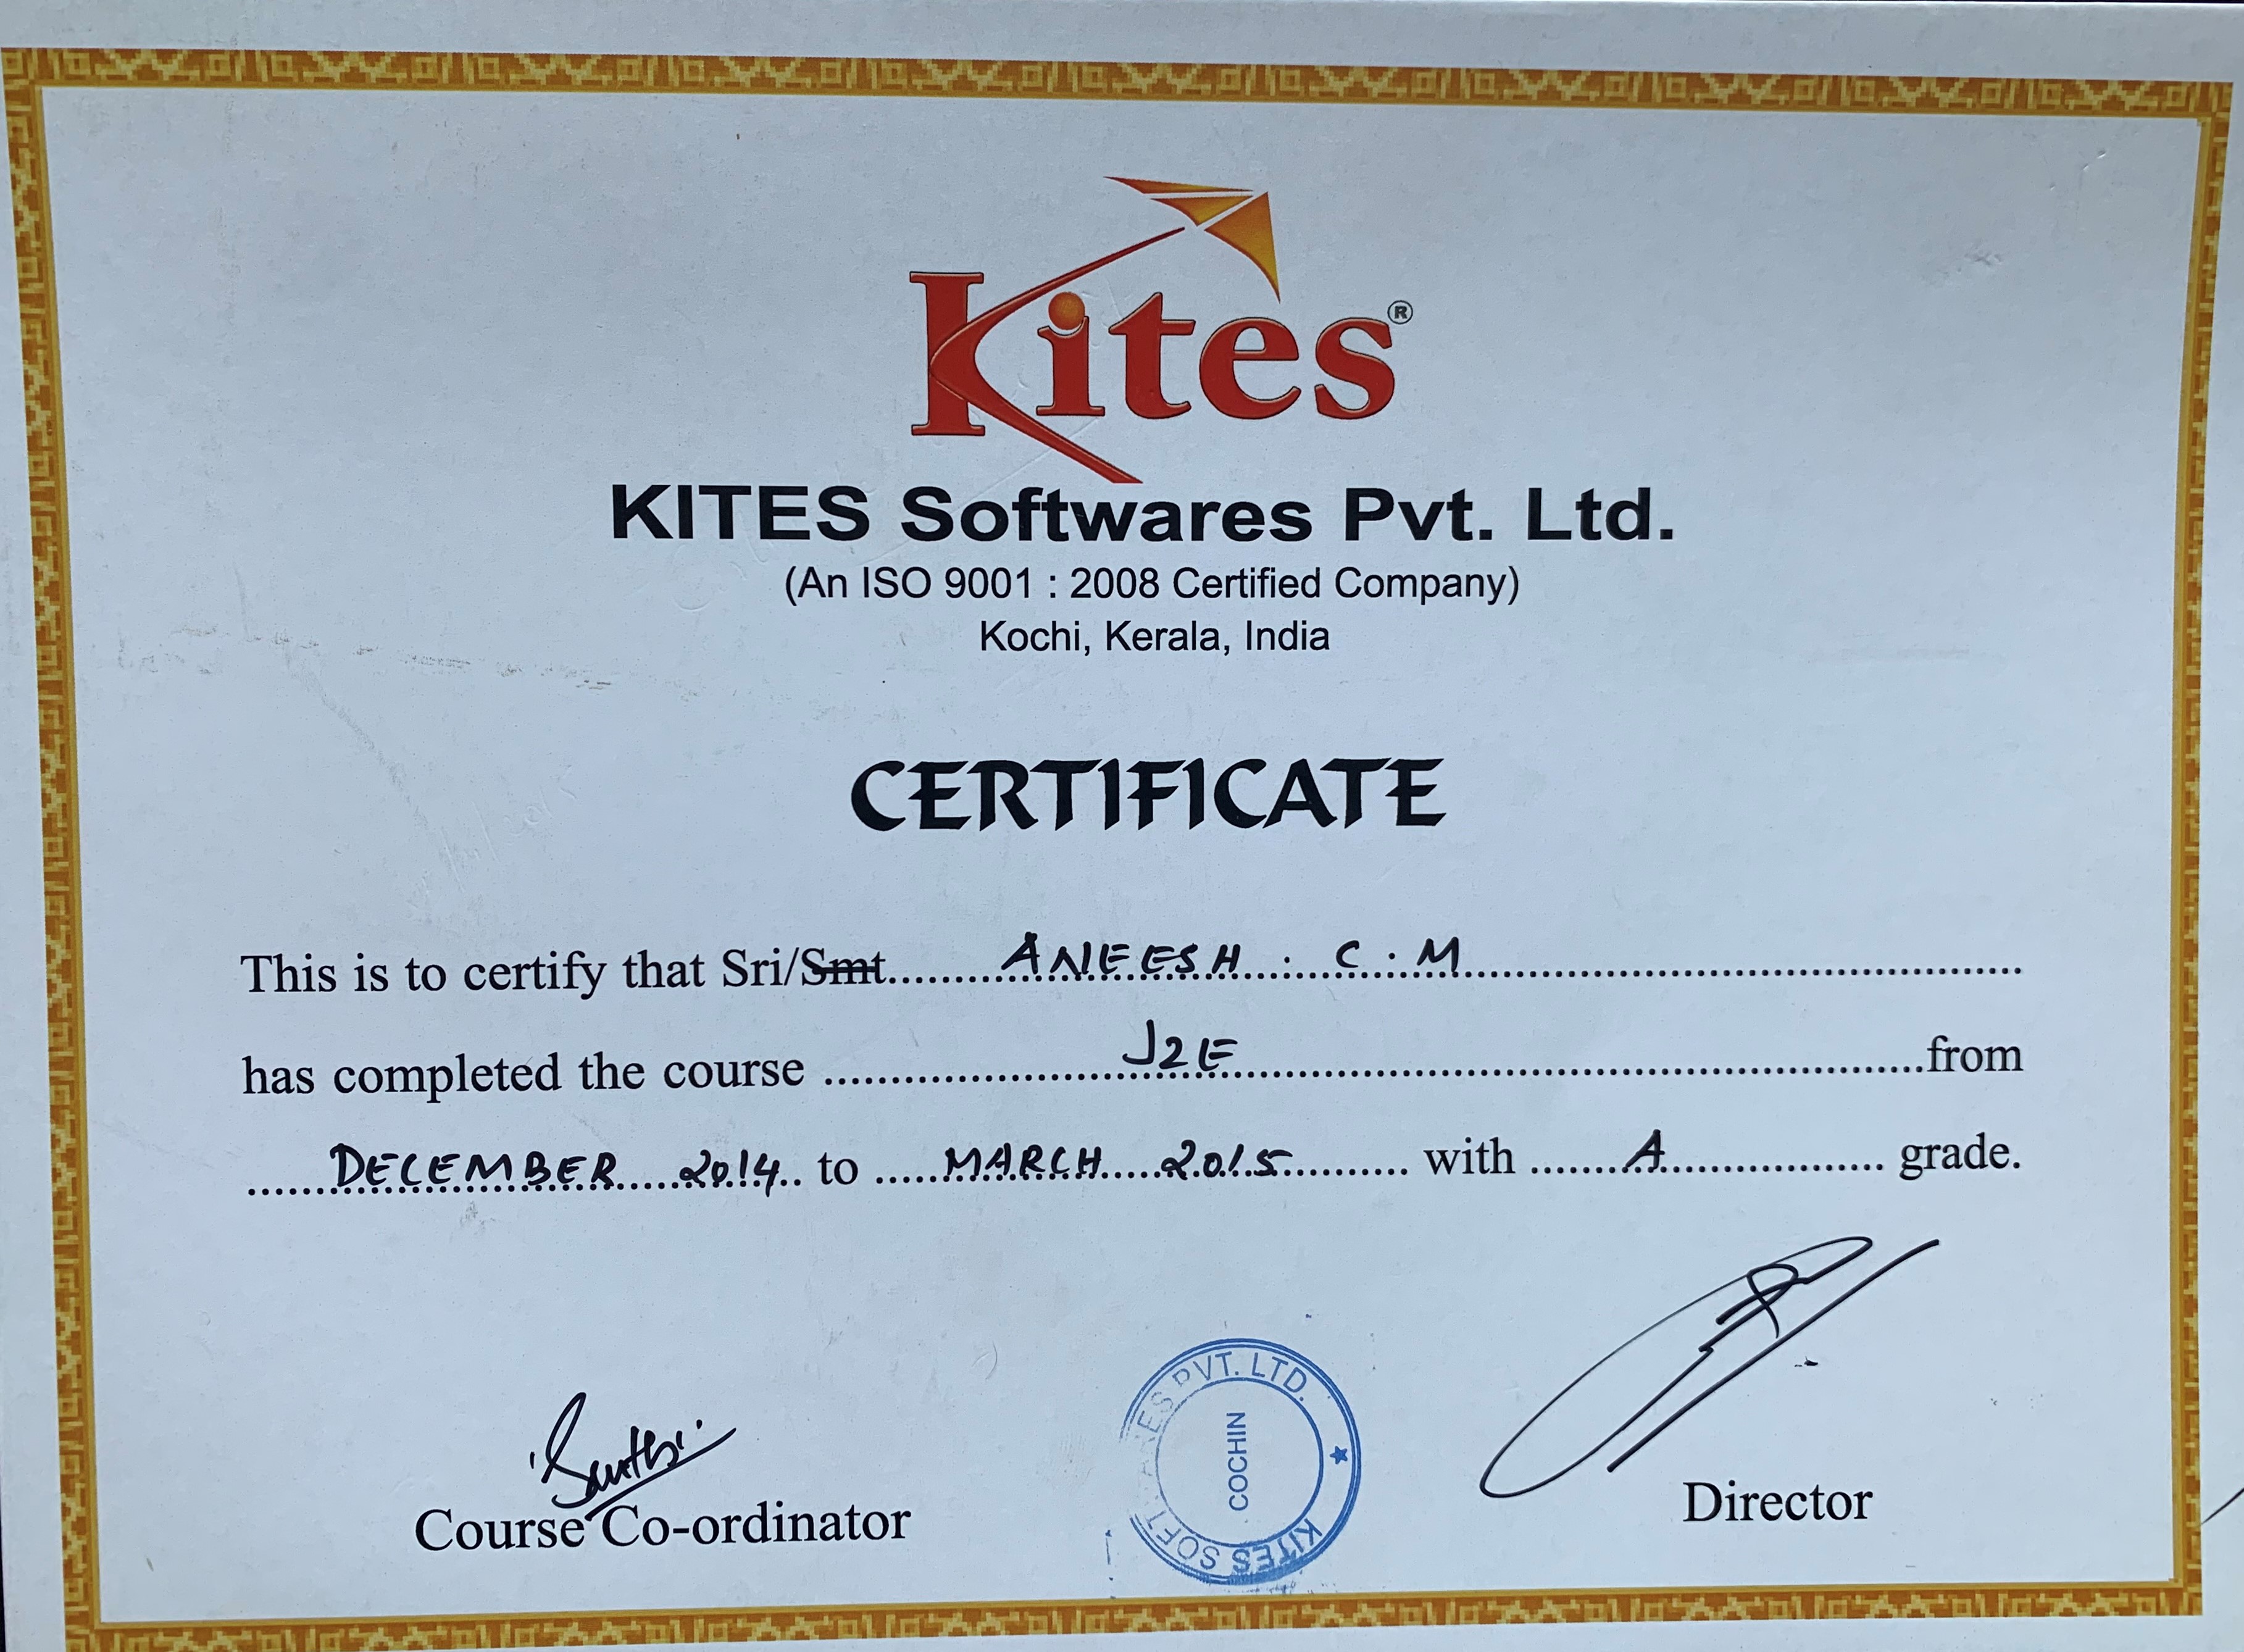 Kites®
KITES Softwares Pvt. Ltd.
(An ISO 9001 : 2008 Certified Company)
Kochi, Kerala, India
CERTIFICATE
This is to certify that Sri/Smt........ANEESH . C . M........
has completed the course ........J2E........from
......DECEMBER....2014.. to .....MARCH.....2015......... with .......A................ grade.
Santhi
Course Co-ordinator
KITES SOFTWARES PVT. LTD. ★
COCHIN
Director